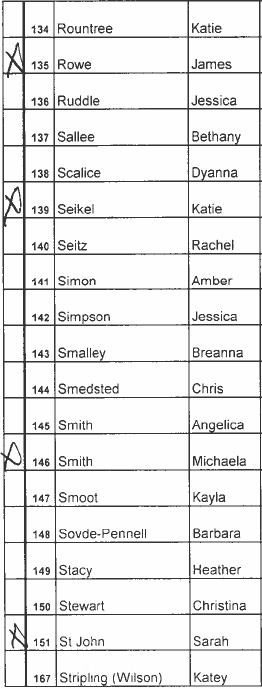 134 Rountree Katie
135 Rowe James
136 Ruddle Jessica
137 Sallee Bethany
138 Scalice Dyanna
139 Seikel Katie
140 Seitz Rachel
141 Simon Amber
142 Simpson Jessica
143 Smalley Breanna
144 Smedsted Chris
145 Smith Angelica
146 Smith Michaela
147 Smoot Kayla
148 Sovde-Pennell Barbara
149 Stacy Heather
150 Stewart Christina
151 St John Sarah
167 Stripling (Wilson) Katey